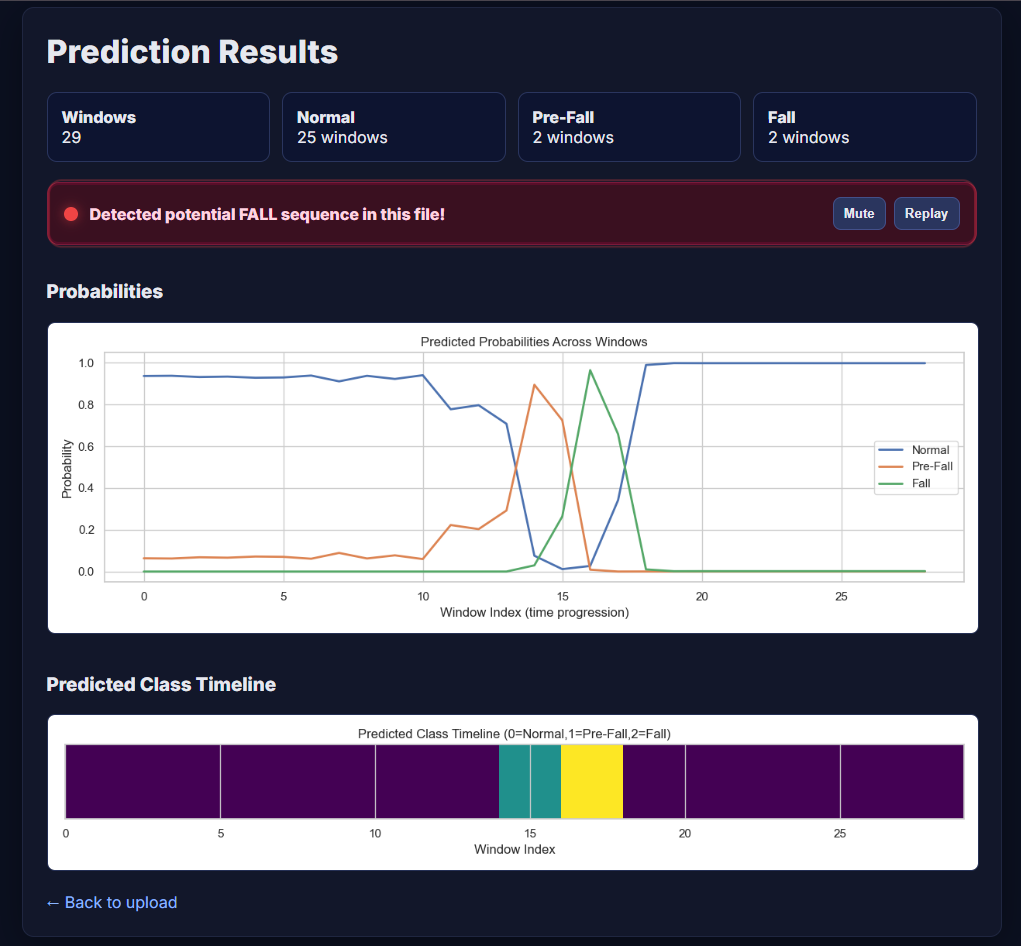 Prediction Results
Windows
29
Normal
25 windows
Pre-Fall
2 windows
Fall
2 windows
Detected potential FALL sequence in this file!
Mute
Replay
Probabilities
Predicted Probabilities Across Windows
1.0
0.8
0.6
0.4
0.2
0.0
Probability
Normal
Pre-Fall
Fall
0 5 10 15 20 25
Window Index (time progression)
Predicted Class Timeline
Predicted Class Timeline (0=Normal,1=Pre-Fall,2=Fall)
0 5 10 15 20 25
Window Index
← Back to upload